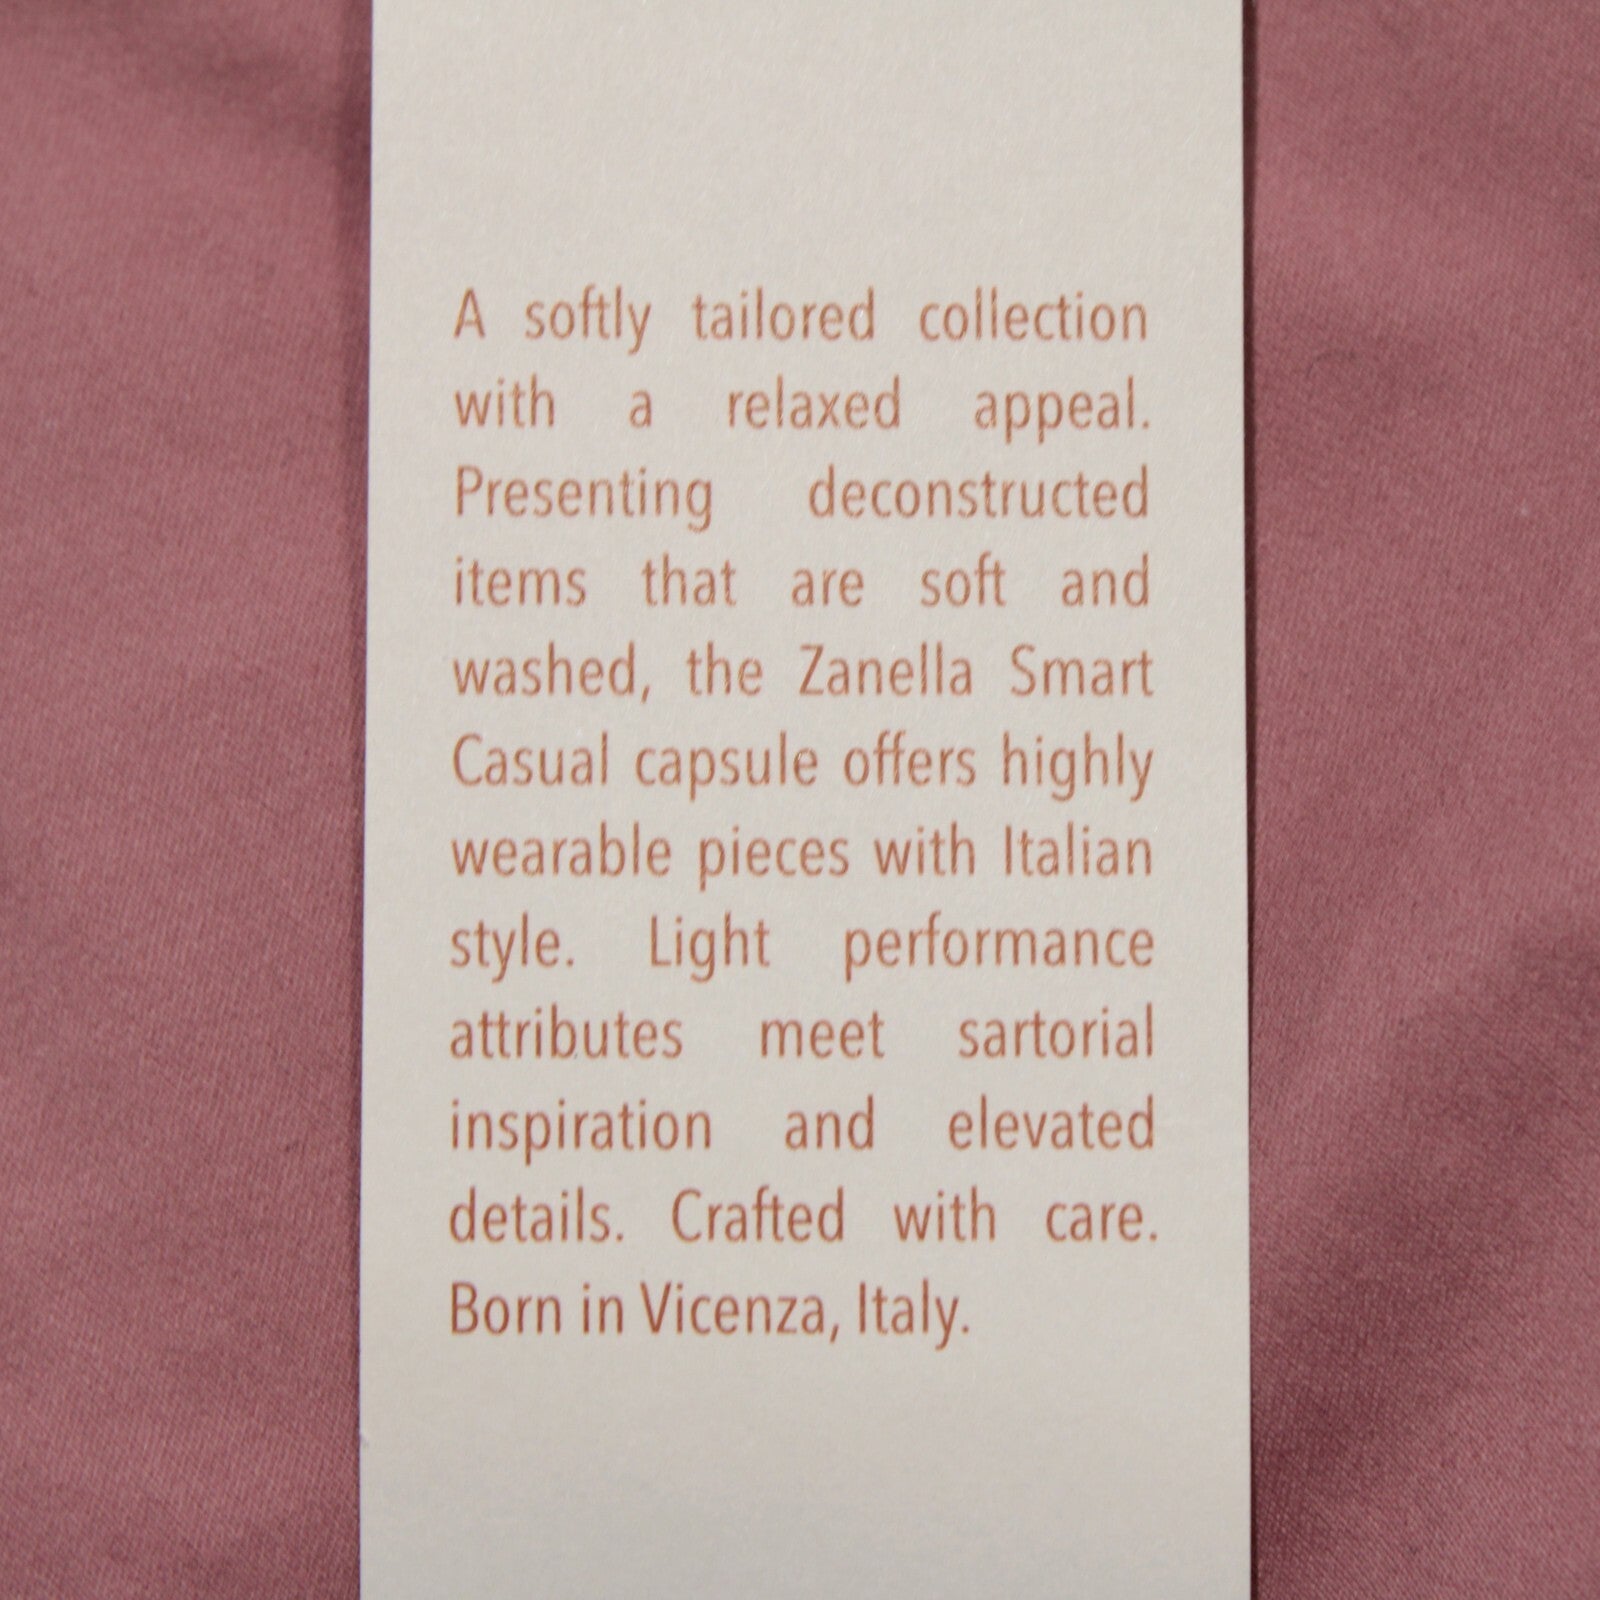 A softly tailored collection
with a relaxed appeal.
Presenting deconstructed
items that are soft and
washed, the Zanella Smart
Casual capsule offers highly
wearable pieces with Italian
style. Light performance
attributes meet sartorial
inspiration and elevated
details. Crafted with care.
Born in Vicenza, Italy.